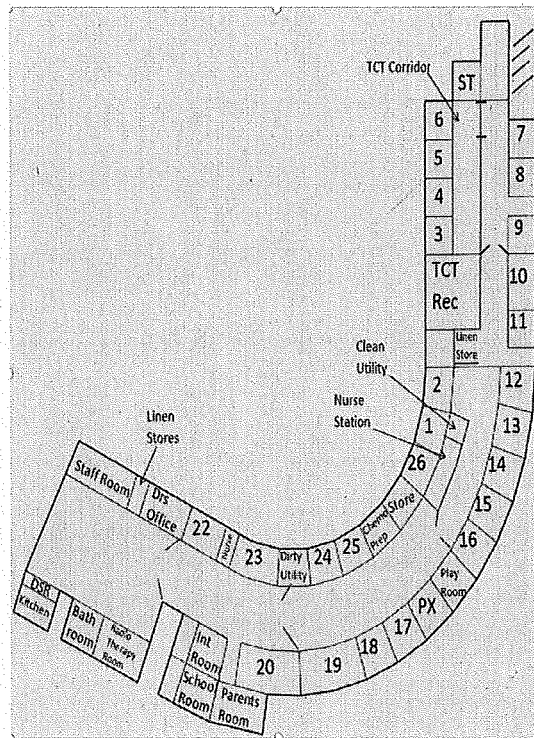 TCT Corridor
ST
6
7
5
8
4
3
9
TCT
Rec
10
11
Clean
Utility
Linen
Store
2
12
Nurse
Station
1
13
Linen
Stores
26
14
Staff Room
Drs
Office
22
Nurse
23
Dirty
Utility
24
25
Chemo
Prep
Store
15
16
Play
Room
PX
17
18
19
20
DSR
Kitchen
Bath
room
Radio
Therapy
Room
Int
Room
School
Room
Parents
Room